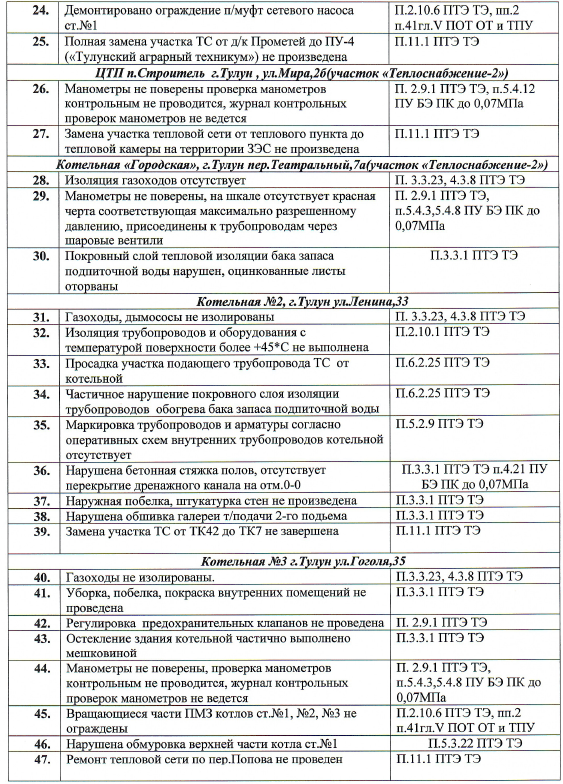 24. Демонтировано ограждение п/муфт сетевого насоса П.2.10.6 ПТЭ ТЭ, пп.2
ст.№1 п.41гл.V ПОТ ОТ и ТПУ
25. Полная замена участка ТС от д/к Прометей до ПУ-4 П.11.1 ПТЭ ТЭ
(«Тулунский аграрный техникум») не произведена
ЦТП п.Строитель г.Тулун , ул.Мира,2б(участок «Теплоснабжение-2»)
26. Манометры не поверены проверка манометров П. 2.9.1 ПТЭ ТЭ, п.5.4.12
контрольным не проводится, журнал контрольных ПУ БЭ ПК до 0,07МПа
проверок манометров не ведется
27. Замена участка тепловой сети от теплового пункта до П.11.1 ПТЭ ТЭ
тепловой камеры на территории ЗЭС не произведена
Котельная «Городская», г.Тулун пер.Театральный,7а(участок «Теплоснабжение-2»)
28. Изоляция газоходов отсутствует П. 3.3.23, 4.3.8 ПТЭ ТЭ
29. Манометры не поверены, на шкале отсутствует красная П. 2.9.1 ПТЭ ТЭ,
черта соответствующая максимально разрешенному п.5.4.3,5.4.8 ПУ БЭ ПК до
давлению, присоединены к трубопроводам через 0,07МПа
шаровые вентили
30. Покровный слой тепловой изоляции бака запаса П.3.3.1 ПТЭ ТЭ
подпиточной воды нарушен, оцинкованные листы
оторваны
Котельная №2, г.Тулун ул.Ленина,33
31. Газоходы, дымососы не изолированы П. 3.3.23, 4.3.8 ПТЭ ТЭ
32. Изоляция трубопроводов и оборудования с П.2.10.1 ПТЭ ТЭ
температурой поверхности более +45*С не выполнена
33. Просадка участка подающего трубопровода ТС от П.6.2.25 ПТЭ ТЭ
котельной
34. Частичное нарушение покровного слоя изоляции П.6.2.25 ПТЭ ТЭ
трубопроводов обогрева бака запаса подпиточной воды
35. Маркировка трубопроводов и арматуры согласно П.5.2.9 ПТЭ ТЭ
оперативных схем внутренних трубопроводов котельной
отсутствует
36. Нарушена бетонная стяжка полов, отсутствует П.3.3.1 ПТЭ ТЭ п.4.21 ПУ
перекрытие дренажного канала на отм.0-0 БЭ ПК до 0,07МПа
37. Наружная побелка, штукатурка стен не произведена П.3.3.1 ПТЭ ТЭ
38. Нарушена обшивка галереи т/подачи 2-го подьема П.3.3.1 ПТЭ ТЭ
39. Замена участка ТС от ТК42 до ТК7 не завершена П.11.1 ПТЭ ТЭ
Котельная №3 г.Тулун ул.Гоголя,35
40. Газоходы не изолированы. П.3.3.23, 4.3.8 ПТЭ ТЭ
41. Уборка, побелка, покраска внутренних помещений не П.3.3.1 ПТЭ ТЭ
проведена
42. Регулировка предохранительных клапанов не проведена П. 2.9.1 ПТЭ ТЭ
43. Остекление здания котельной частично выполнено П.3.3.1 ПТЭ ТЭ
мешковиной
44. Манометры не поверены, проверка манометров П. 2.9.1 ПТЭ ТЭ,
контрольным не проводится, журнал контрольных п.5.4.3,5.4.8 ПУ БЭ ПК до
проверок манометров не ведется 0,07МПа
45. Вращающиеся части ПМЗ котлов ст.№1, №2, №3 не П.2.10.6 ПТЭ ТЭ, пп.2
ограждены п.41гл.V ПОТ ОТ и ТПУ
46. Нарушена обмуровка верхней части котла ст.№1 П.5.3.22 ПТЭ ТЭ
47. Ремонт тепловой сети по пер.Попова не проведен П.11.1 ПТЭ ТЭ